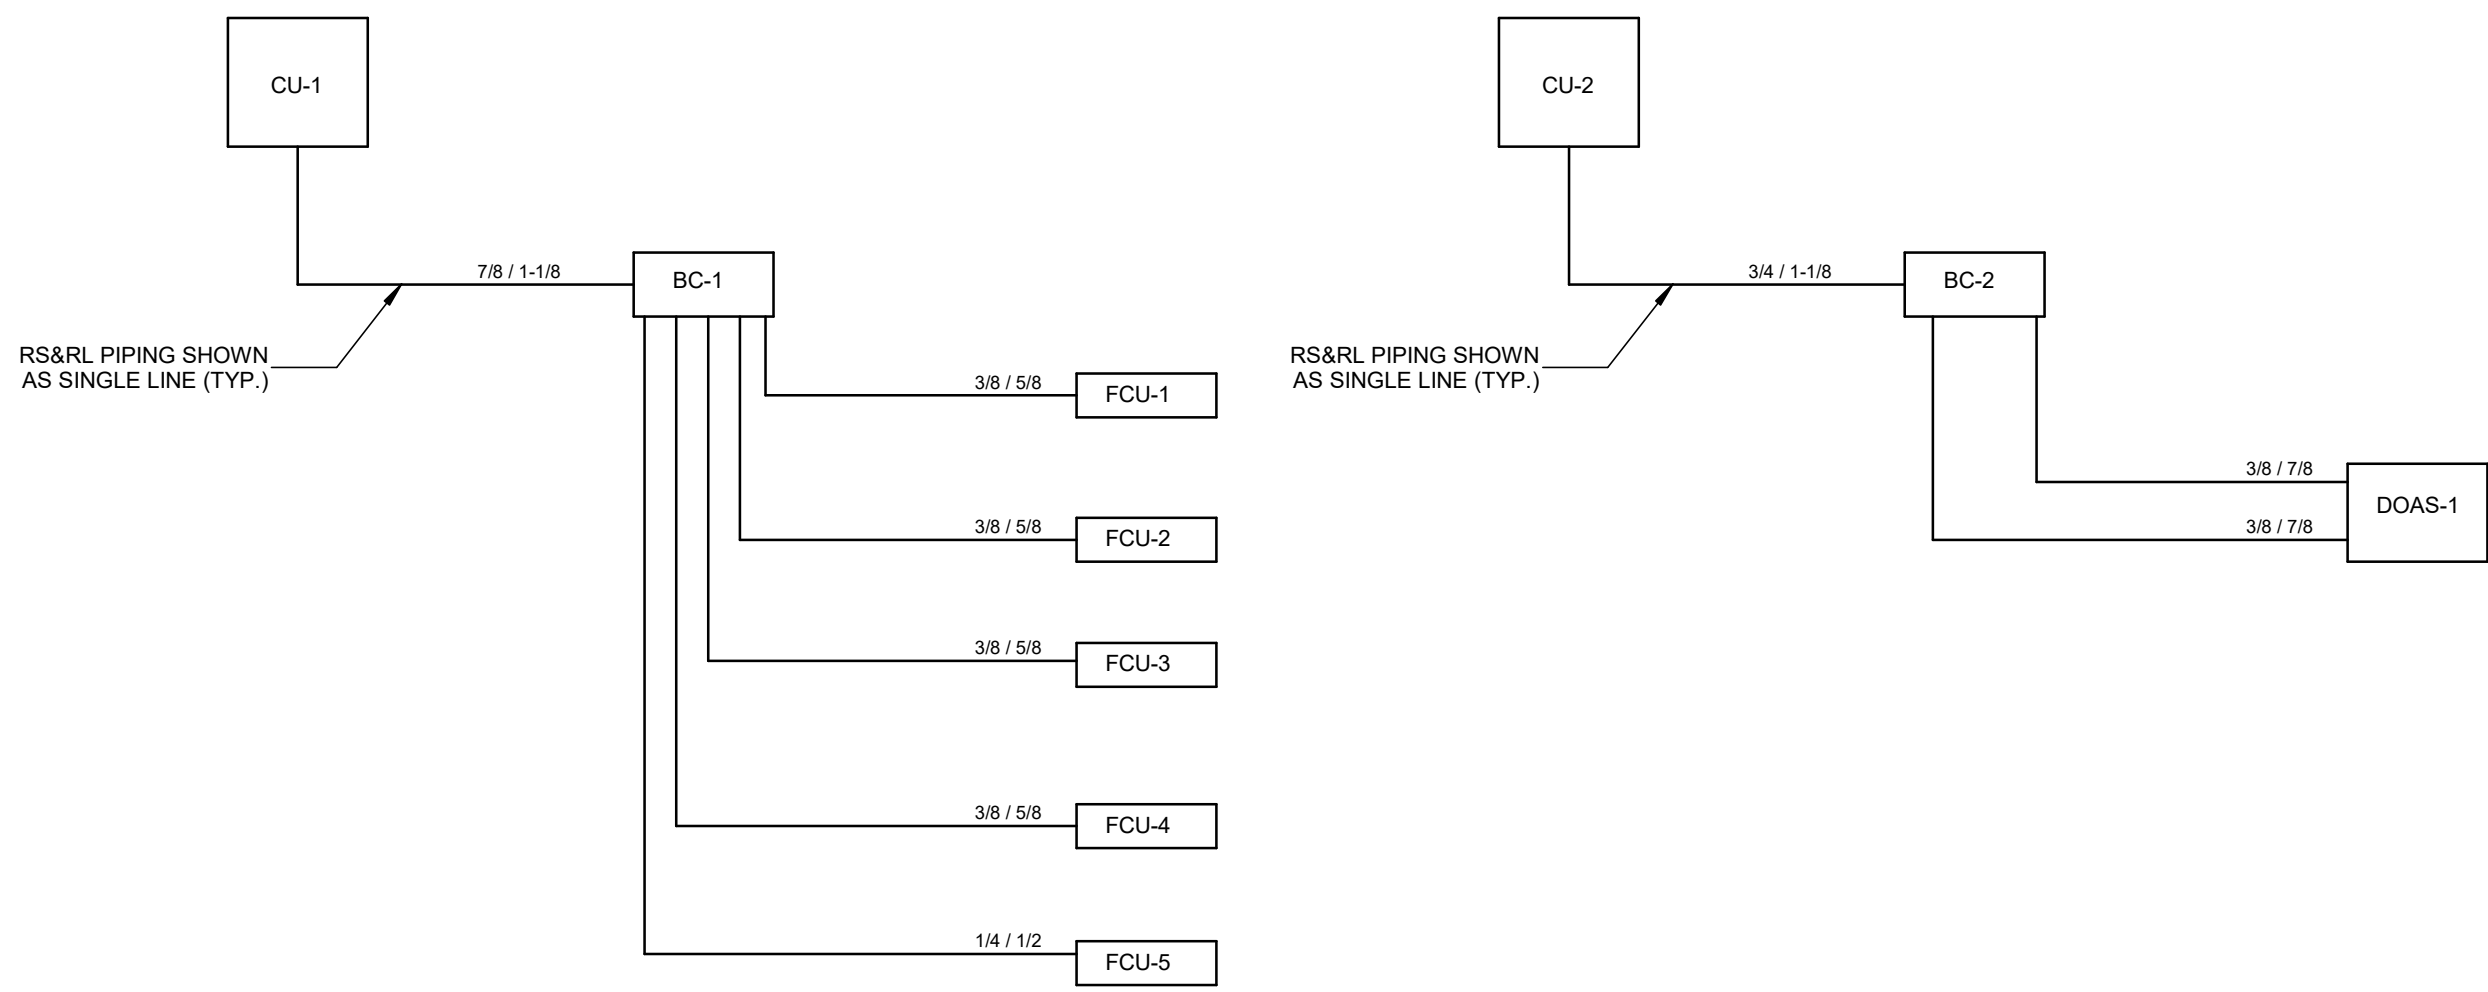 CU-1
7/8 / 1-1/8
BC-1
RS&RL PIPING SHOWN
AS SINGLE LINE (TYP.)
3/8 / 5/8
FCU-1
3/8 / 5/8
FCU-2
3/8 / 5/8
FCU-3
3/8 / 5/8
FCU-4
1/4 / 1/2
FCU-5
CU-2
3/4 / 1-1/8
BC-2
RS&RL PIPING SHOWN
AS SINGLE LINE (TYP.)
3/8 / 7/8
DOAS-1
3/8 / 7/8